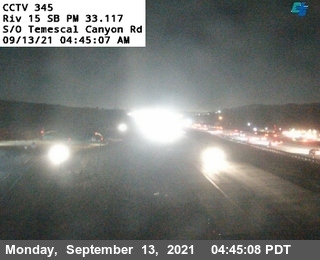 CCTV 345
Riv 15 SB PM 33.117
S/O Temescal Canyon Rd
09/13/21 04:45:07 AM
Monday, September 13, 2021 04:45:08 PDT